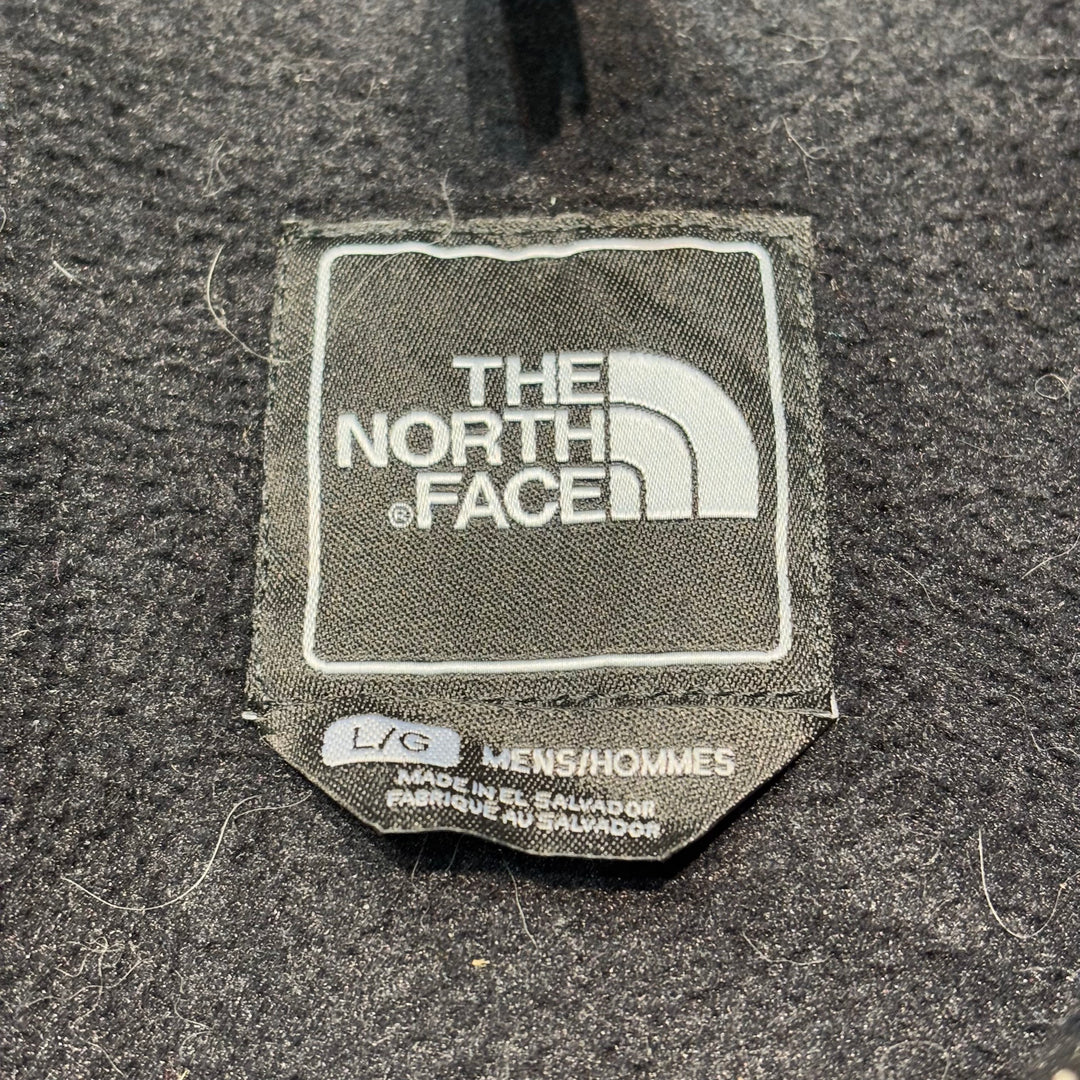 THE
NORTH
®FACE
L/G MENS/HOMMES
MADE IN EL SALVADOR
FABRIQUE AU SALVADOR